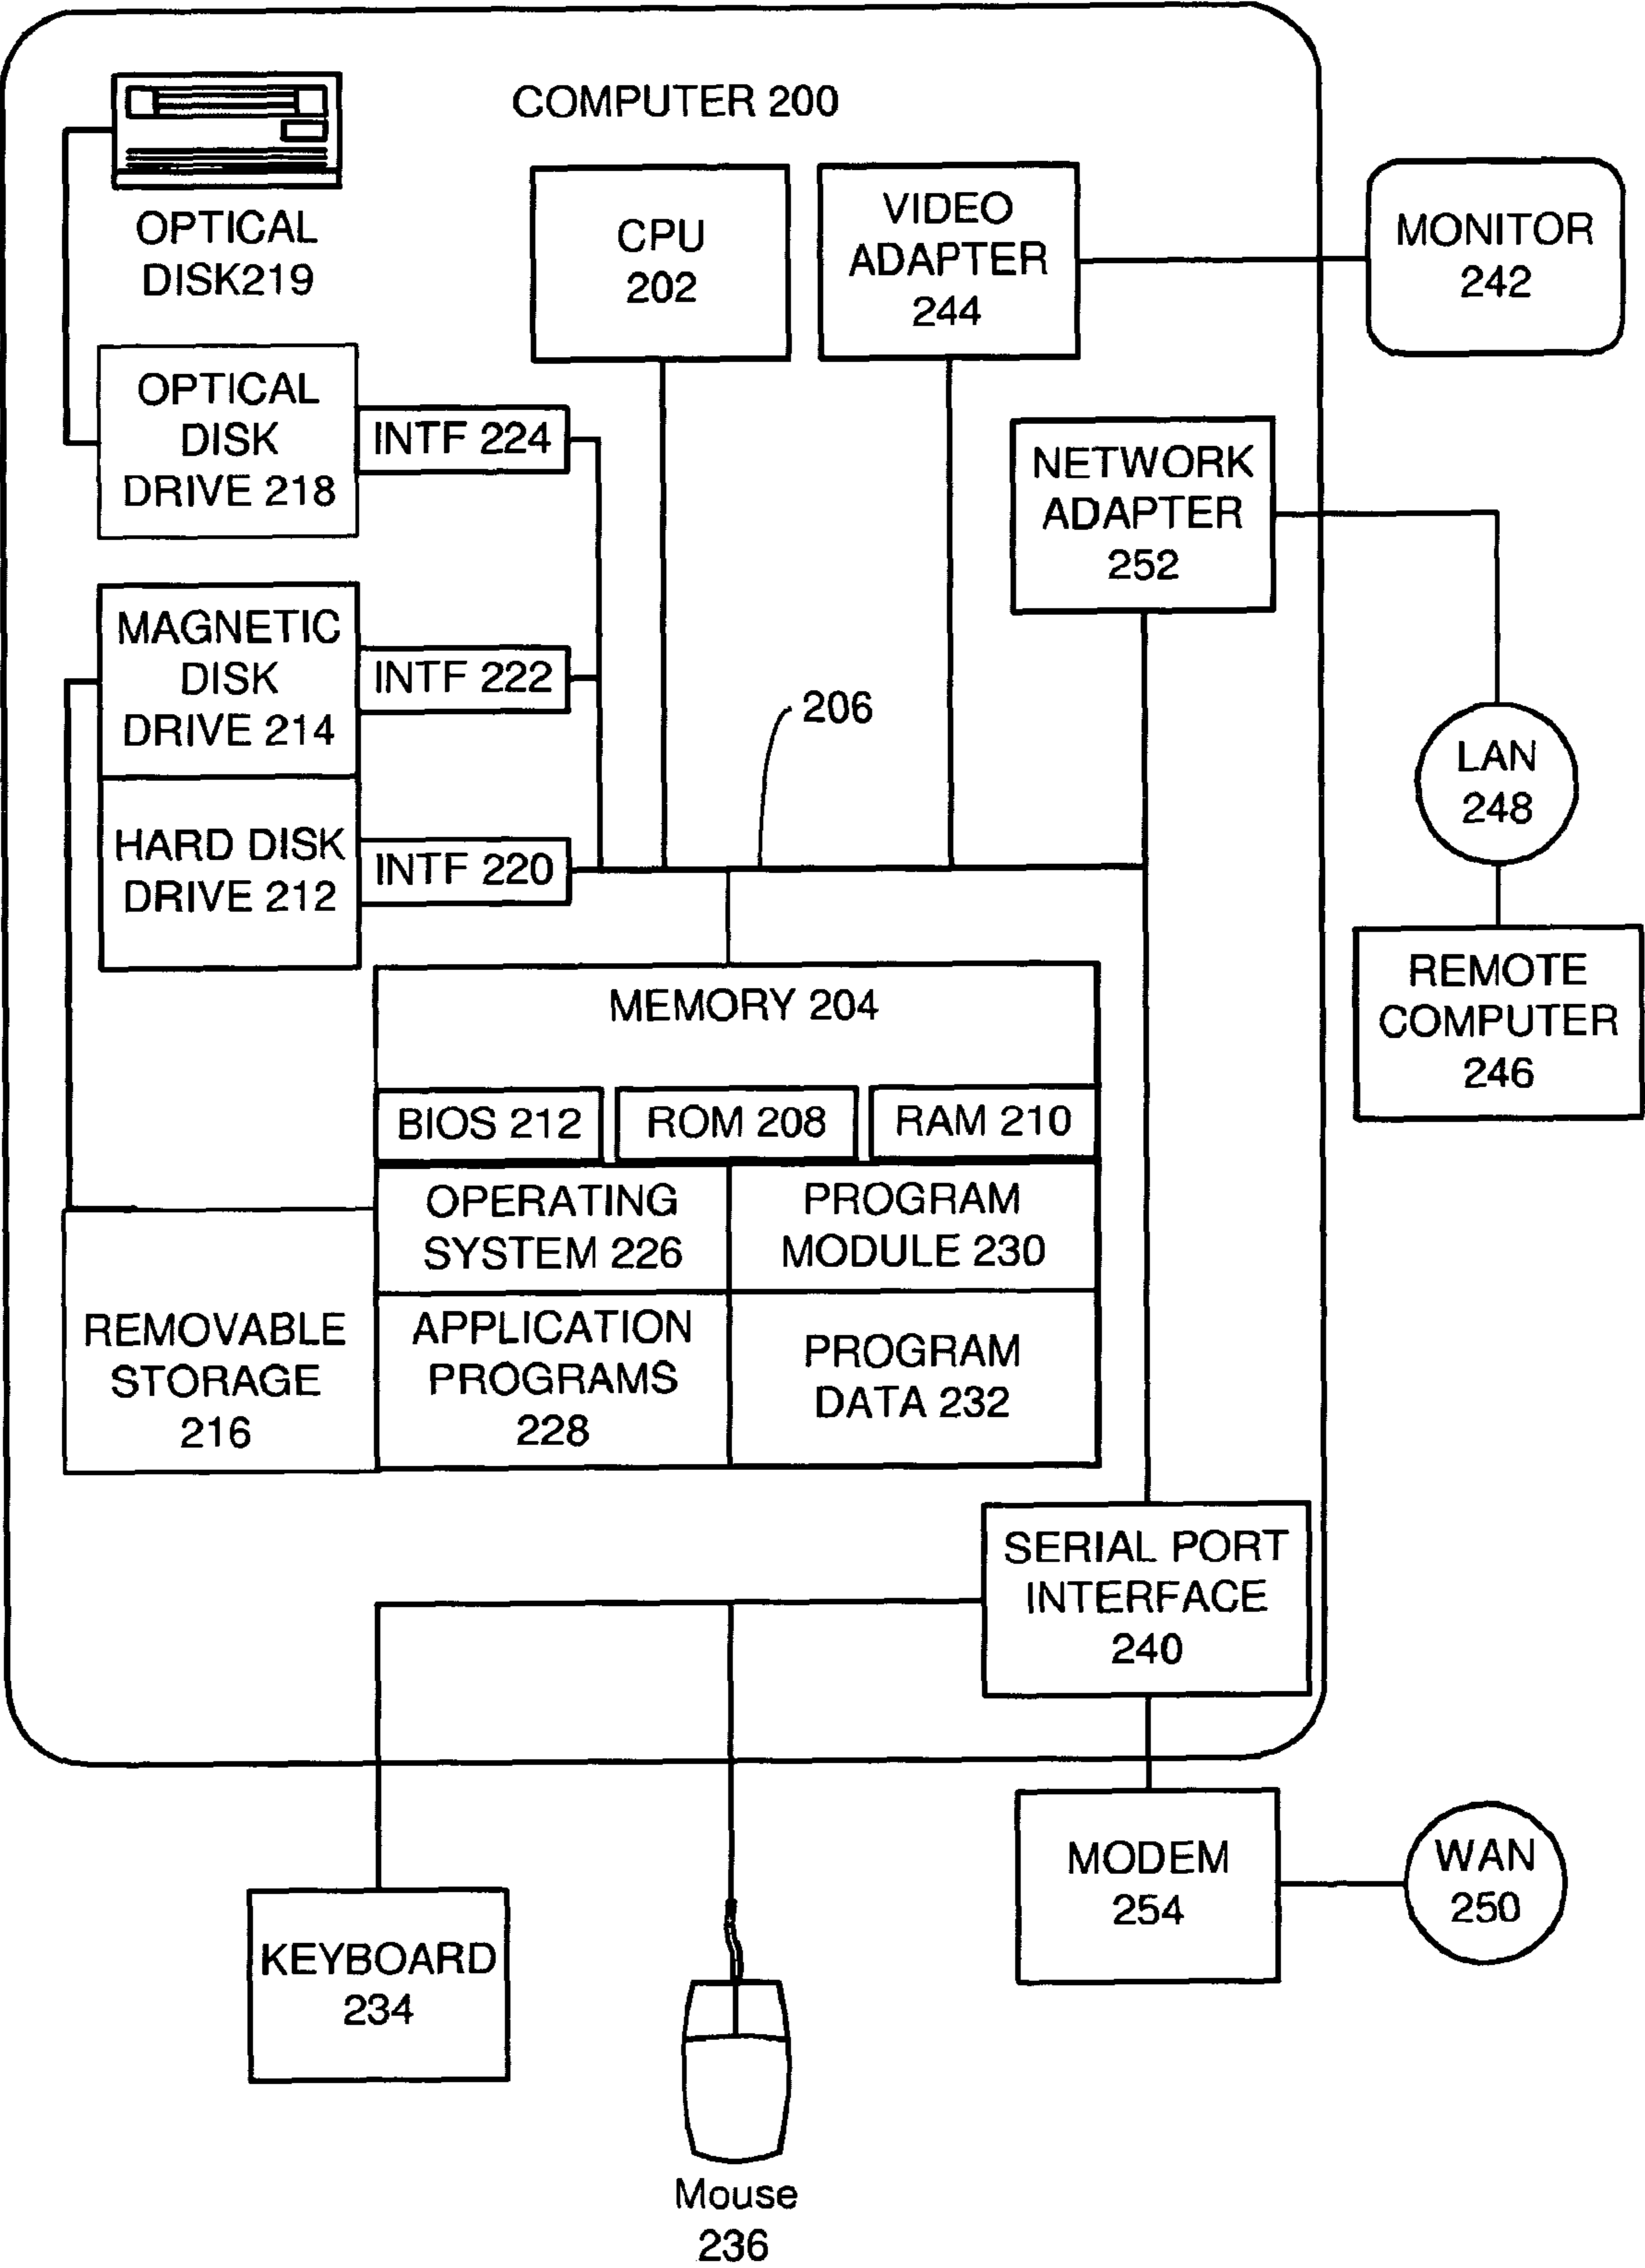 COMPUTER 200
OPTICAL
DISK219
CPU
202
VIDEO
ADAPTER
244
MONITOR
242
OPTICAL
DISK
DRIVE 218
INTF 224
NETWORK
ADAPTER
252
MAGNETIC
DISK
DRIVE 214
INTF 222
206
LAN
248
HARD DISK
DRIVE 212
INTF 220
REMOTE
COMPUTER
246
MEMORY 204
BIOS 212
ROM 208
RAM 210
OPERATING
SYSTEM 226
PROGRAM
MODULE 230
REMOVABLE
STORAGE
216
APPLICATION
PROGRAMS
228
PROGRAM
DATA 232
SERIAL PORT
INTERFACE
240
MODEM
254
WAN
250
KEYBOARD
234
Mouse
236